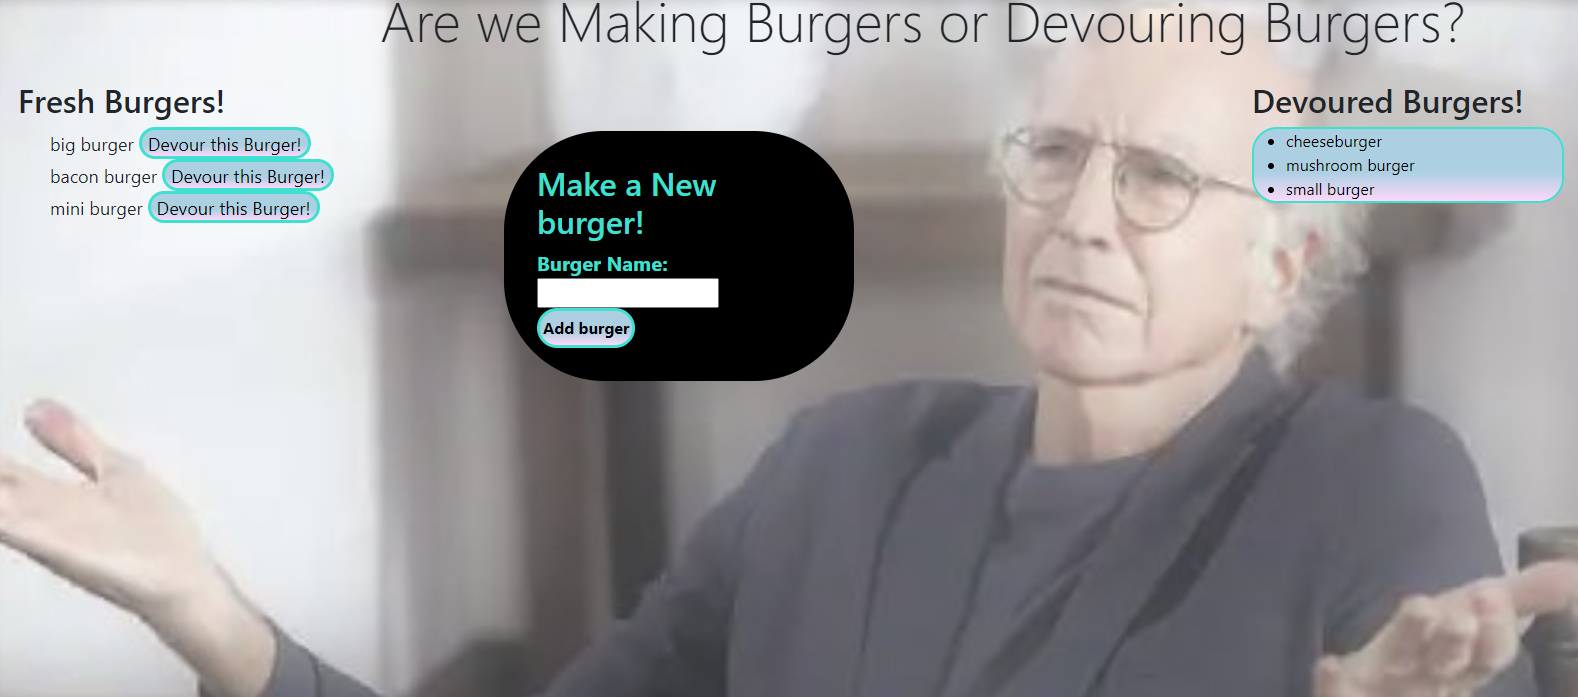 Are we Making Burgers or Devouring Burgers?
Fresh Burgers!
big burger Devour this Burger!
bacon burger Devour this Burger!
mini burger Devour this Burger!
Make a New
burger!
Burger Name:
Add burger
Devoured Burgers!
cheeseburger
mushroom burger
small burger